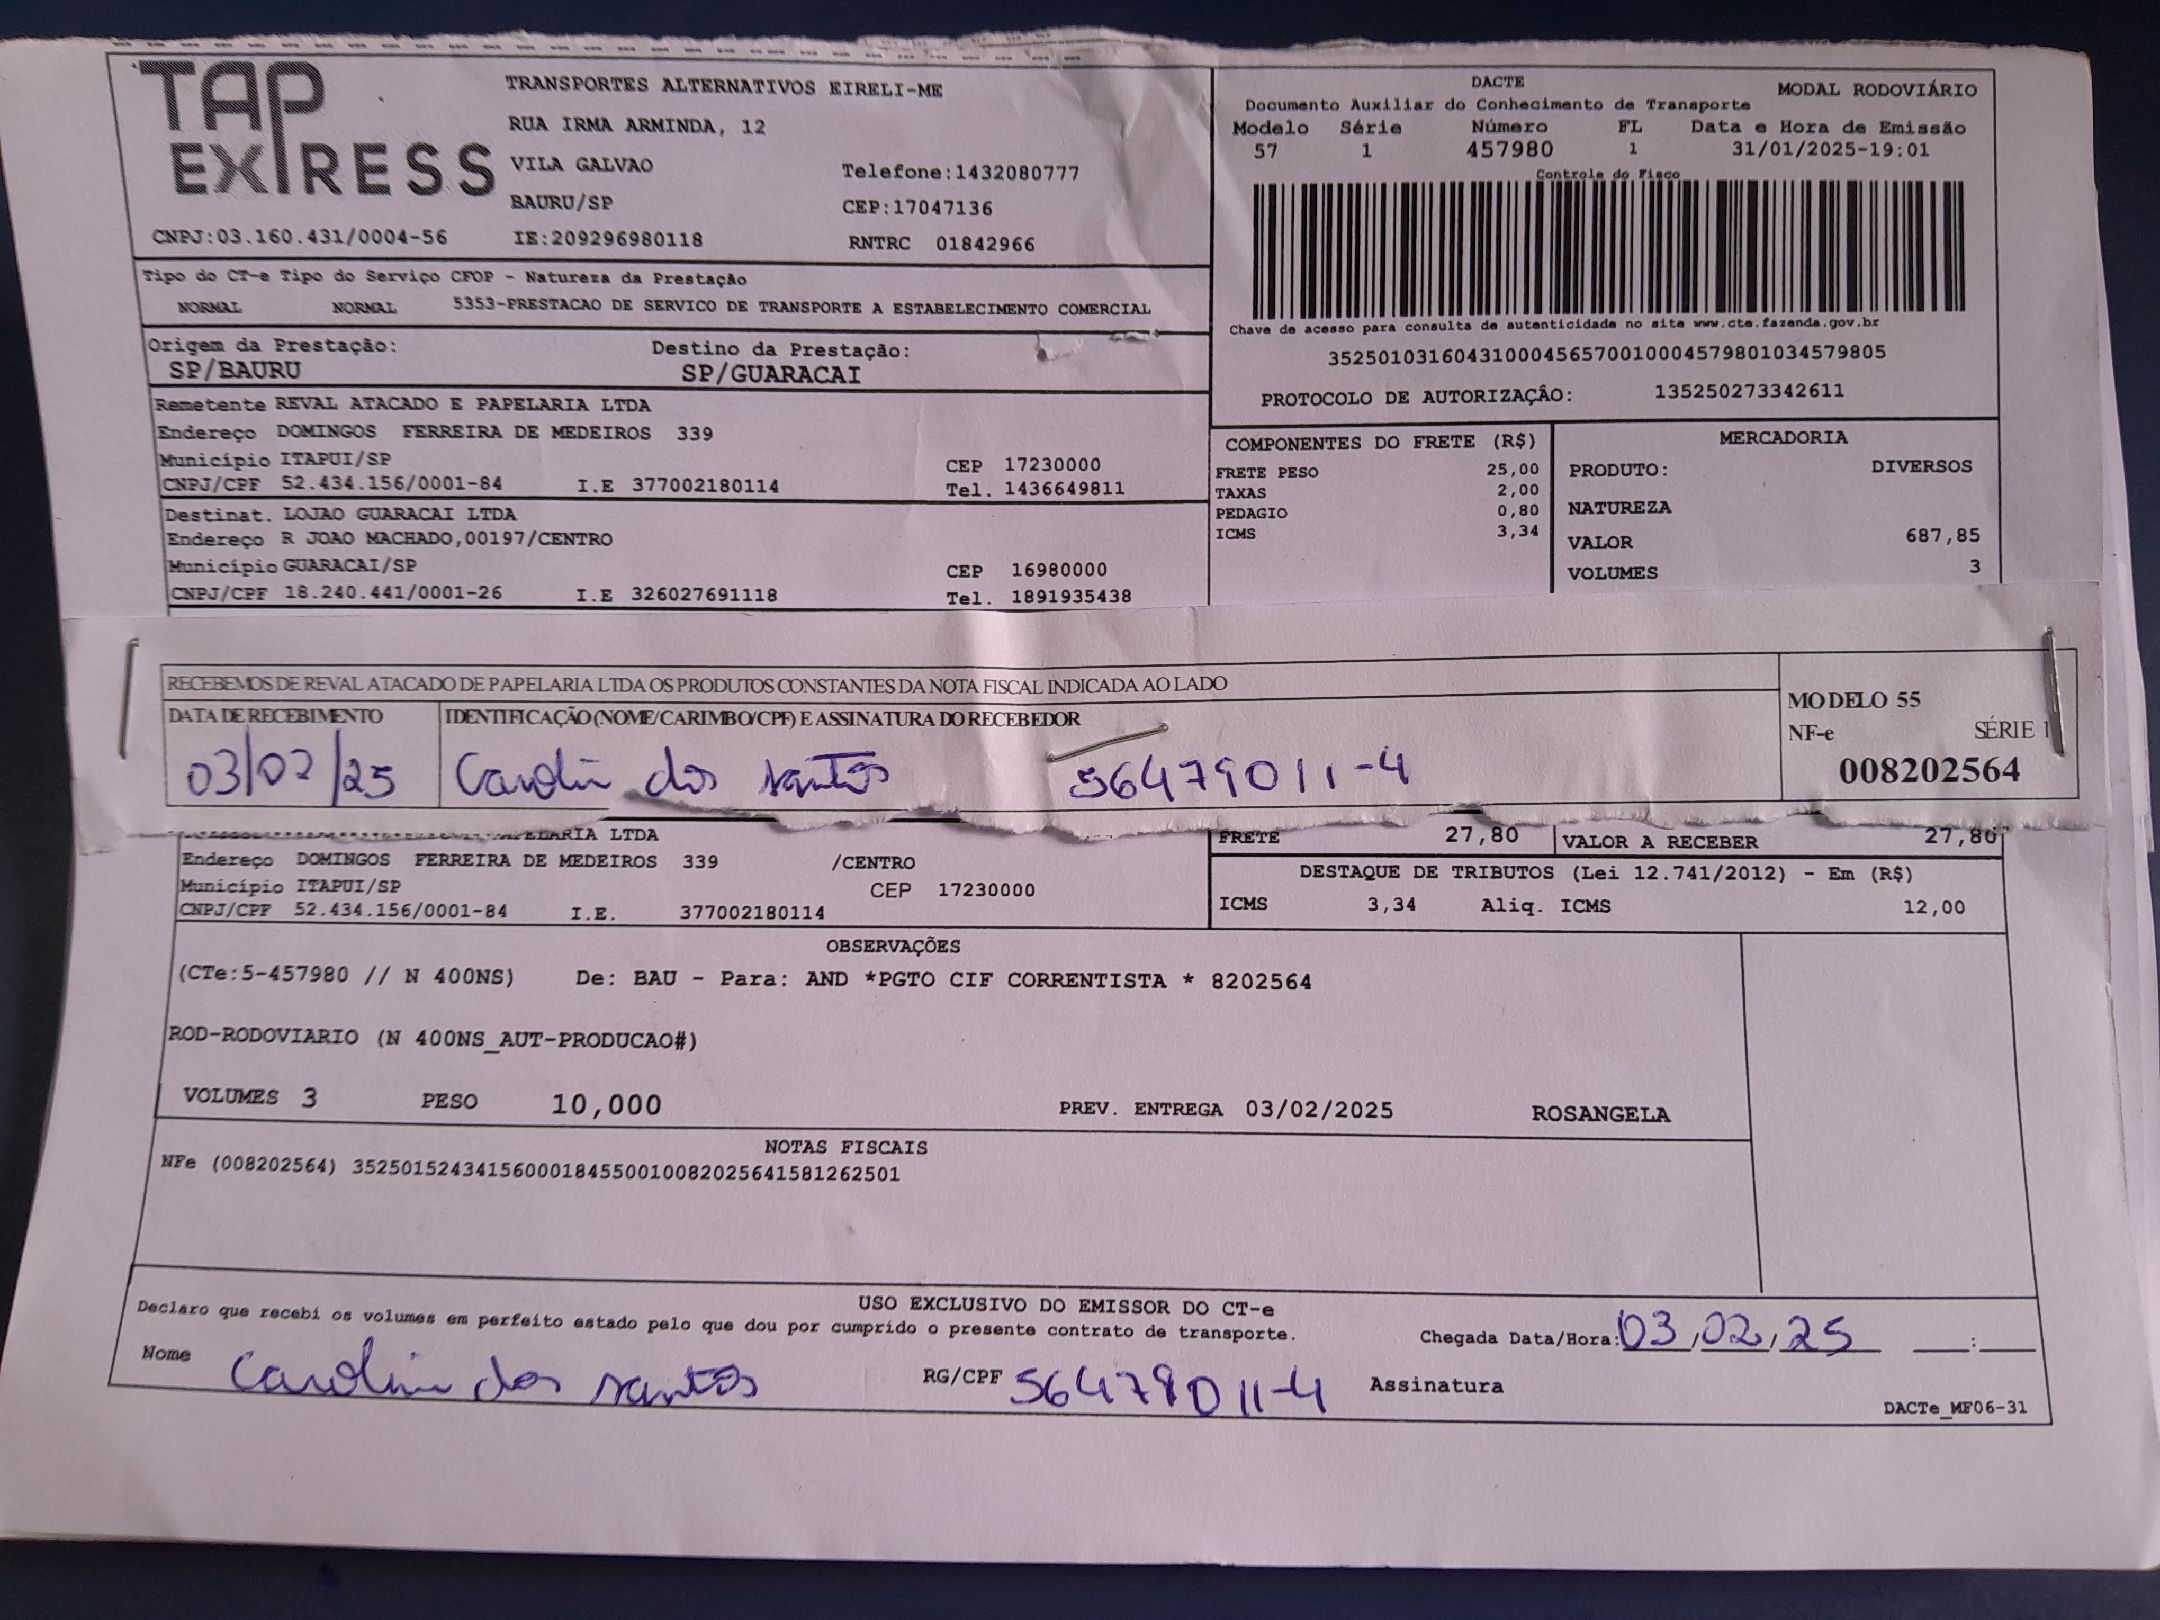 TAP EXPRESS
TRANSPORTES ALTERNATIVOS EIRELI-ME
RUA IRMA ARMINDA, 12
VILA GALVAO Telefone:1432080777
BAURU/SP CEP:17047136
CNPJ:03.160.431/0004-56 IE:209296980118 RNTRC 01842966
DACTE MODAL RODOVIÁRIO
Documento Auxiliar do Conhecimento de Transporte
Modelo Série Número FL Data e Hora de Emissão
57 1 457980 1 31/01/2025-19:01
Controle do Fisco
Chave de acesso para consulta de autenticidade no site www.cte.fazenda.gov.br
35250103160431000456570010004579801034579805
PROTOCOLO DE AUTORIZAÇÂO: 135250273342611
Tipo do CT-e Tipo do Serviço CFOP - Natureza da Prestação
NORMAL NORMAL 5353-PRESTACAO DE SERVICO DE TRANSPORTE A ESTABELECIMENTO COMERCIAL
Origem da Prestação: Destino da Prestação:
SP/BAURU SP/GUARACAI
Remetente REVAL ATACADO E PAPELARIA LTDA
Endereço DOMINGOS FERREIRA DE MEDEIROS 339
Município ITAPUI/SP CEP 17230000
CNPJ/CPF 52.434.156/0001-84 I.E 377002180114 Tel. 1436649811
Destinat. LOJAO GUARACAI LTDA
Endereço R JOAO MACHADO,00197/CENTRO
Município GUARACAI/SP CEP 16980000
CNPJ/CPF 18.240.441/0001-26 I.E 326027691118 Tel. 1891935438
COMPONENTES DO FRETE (R$)
FRETE PESO 25,00
TAXAS 2,00
PEDAGIO 0,80
ICMS 3,34
MERCADORIA
PRODUTO: DIVERSOS
NATUREZA
VALOR 687,85
VOLUMES 3
RECEBEMOS DE REVAL ATACADO DE PAPELARIA LTDA OS PRODUTOS CONSTANTES DA NOTA FISCAL INDICADA AO LADO
DATA DE RECEBIMENTO IDENTIFICAÇÃO (NOME/CARIMBO/CPF) E ASSINATURA DO RECEBEDOR
03/02/25 Carolin dos santos 56479011-4
MODELO 55
NF-e SÉRIE 1
008202564
PAPELARIA LTDA
Endereço DOMINGOS FERREIRA DE MEDEIROS 339 /CENTRO
Município ITAPUI/SP CEP 17230000
CNPJ/CPF 52.434.156/0001-84 I.E. 377002180114
FRETE 27,80 VALOR A RECEBER 27,80
DESTAQUE DE TRIBUTOS (Lei 12.741/2012) - Em (R$)
ICMS 3,34 Aliq. ICMS 12,00
OBSERVAÇÕES
(CTe:5-457980 // N 400NS) De: BAU - Para: AND *PGTO CIF CORRENTISTA * 8202564
ROD-RODOVIARIO (N 400NS_AUT-PRODUCAO#)
VOLUMES 3 PESO 10,000 PREV. ENTREGA 03/02/2025 ROSANGELA
NOTAS FISCAIS
NFe (008202564) 35250152434156000184550010082025641581262501
USO EXCLUSIVO DO EMISSOR DO CT-e
Declaro que recebi os volumes em perfeito estado pelo que dou por cumprido o presente contrato de transporte.
Chegada Data/Hora: 03/02/25 __:__
Nome Carolin dos santos RG/CPF 56479011-4 Assinatura
DACTe_MF06-31